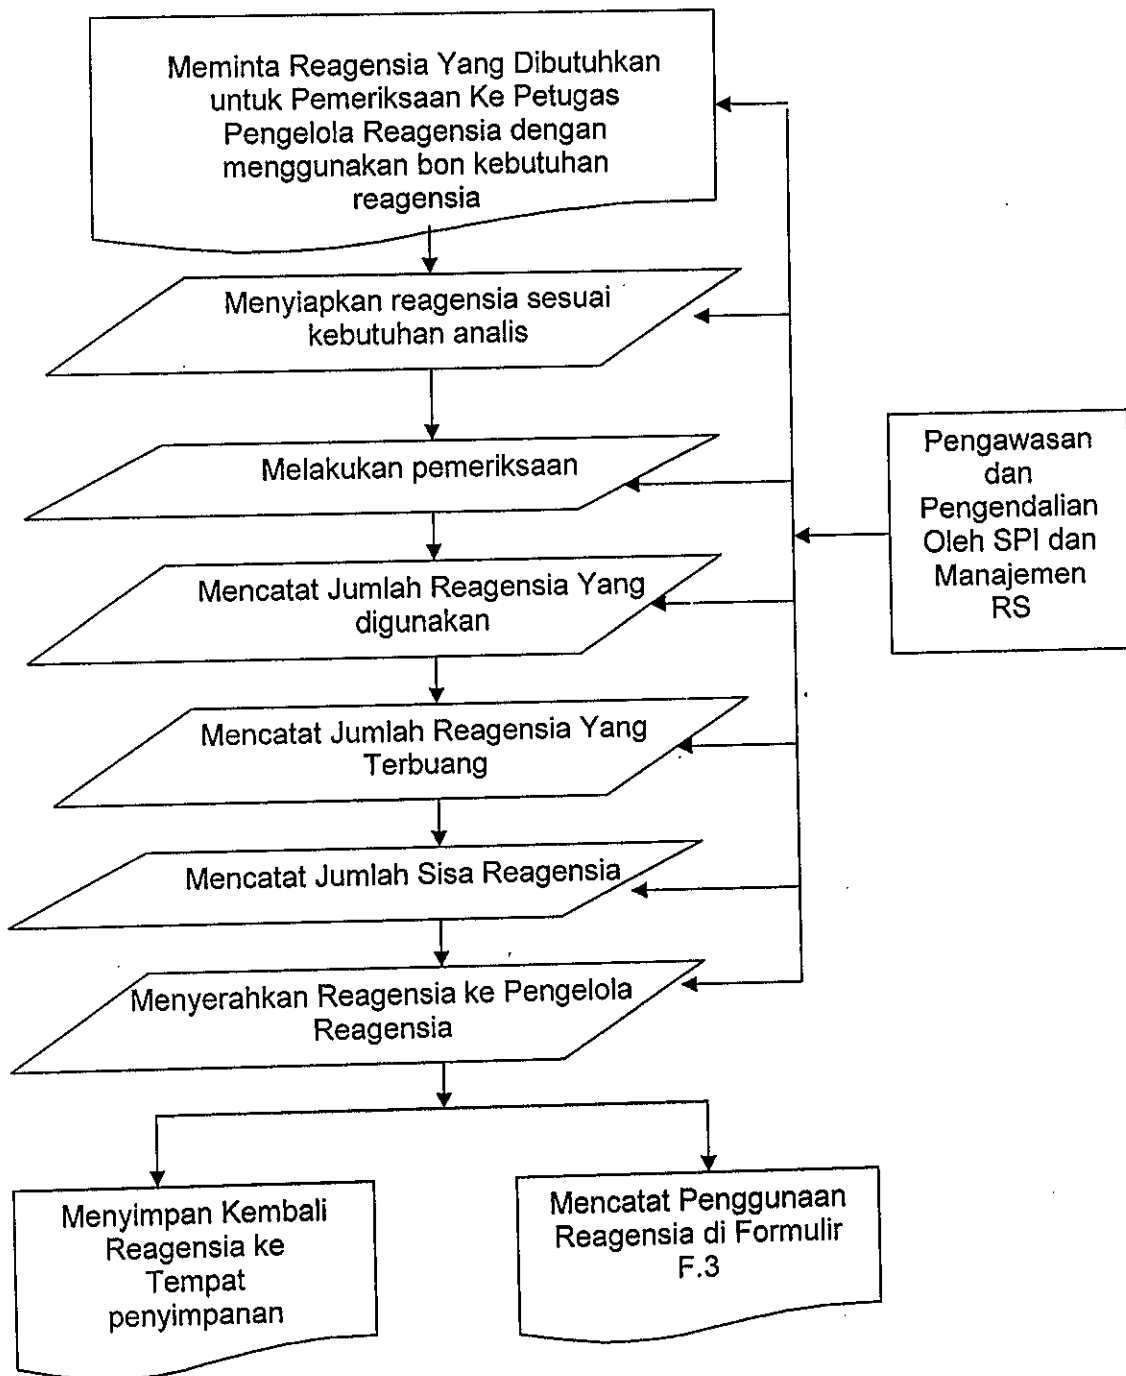 Meminta Reagensia Yang Dibutuhkan
untuk Pemeriksaan Ke Petugas
Pengelola Reagensia dengan
menggunakan bon kebutuhan
reagensia
Menyiapkan reagensia sesuai
kebutuhan analis
Melakukan pemeriksaan
Mencatat Jumlah Reagensia Yang
digunakan
Mencatat Jumlah Reagensia Yang
Terbuang
Mencatat Jumlah Sisa Reagensia
Menyerahkan Reagensia ke Pengelola
Reagensia
Pengawasan
dan
Pengendalian
Oleh SPI dan
Manajemen
RS
Menyimpan Kembali
Reagensia ke
Tempat
penyimpanan
Mencatat Penggunaan
Reagensia di Formulir
F.3